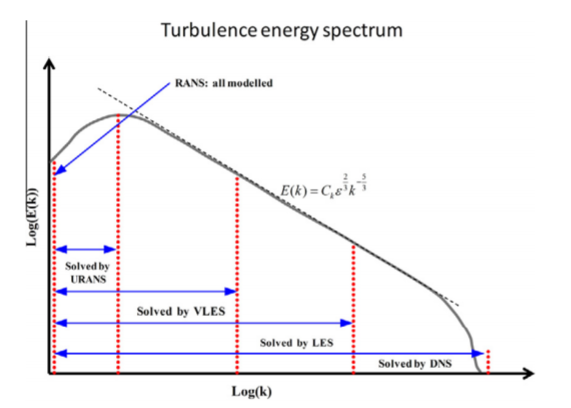 Turbulence energy spectrum
RANS: all modelled
E(k) = C_k ε^{2/3} k^{-5/3}
Log(E(k))
Solved by
URANS
Solved by VLES
Solved by LES
Solved by DNS
Log(k)